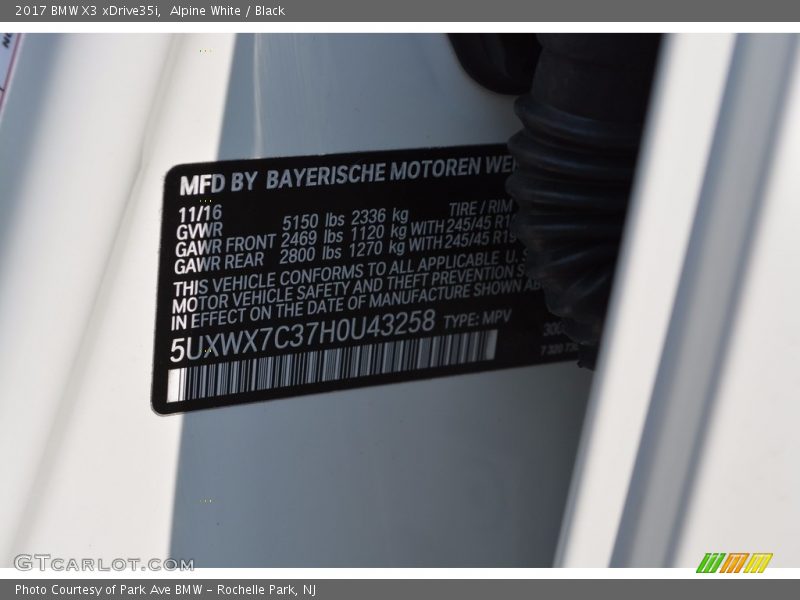 2017 BMW X3 xDrive35i, Alpine White / Black
MFD BY BAYERISCHE MOTOREN
11/16
GVWR 5150 lbs 2336 kg TIRE / RIM
GAWR FRONT 2469 lbs 1120 kg WITH 245/45
GAWR REAR 2800 lbs 1270 kg WITH 245/45
THIS VEHICLE CONFORMS TO ALL APPLICABLE U.
MOTOR VEHICLE SAFETY AND THEFT PREVENTION
IN EFFECT ON THE DATE OF MANUFACTURE SHOWN
5UXWX7C37H0U43258 TYPE: MPV
GTCARLOT.COM
Photo Courtesy of Park Ave BMW - Rochelle Park, NJ